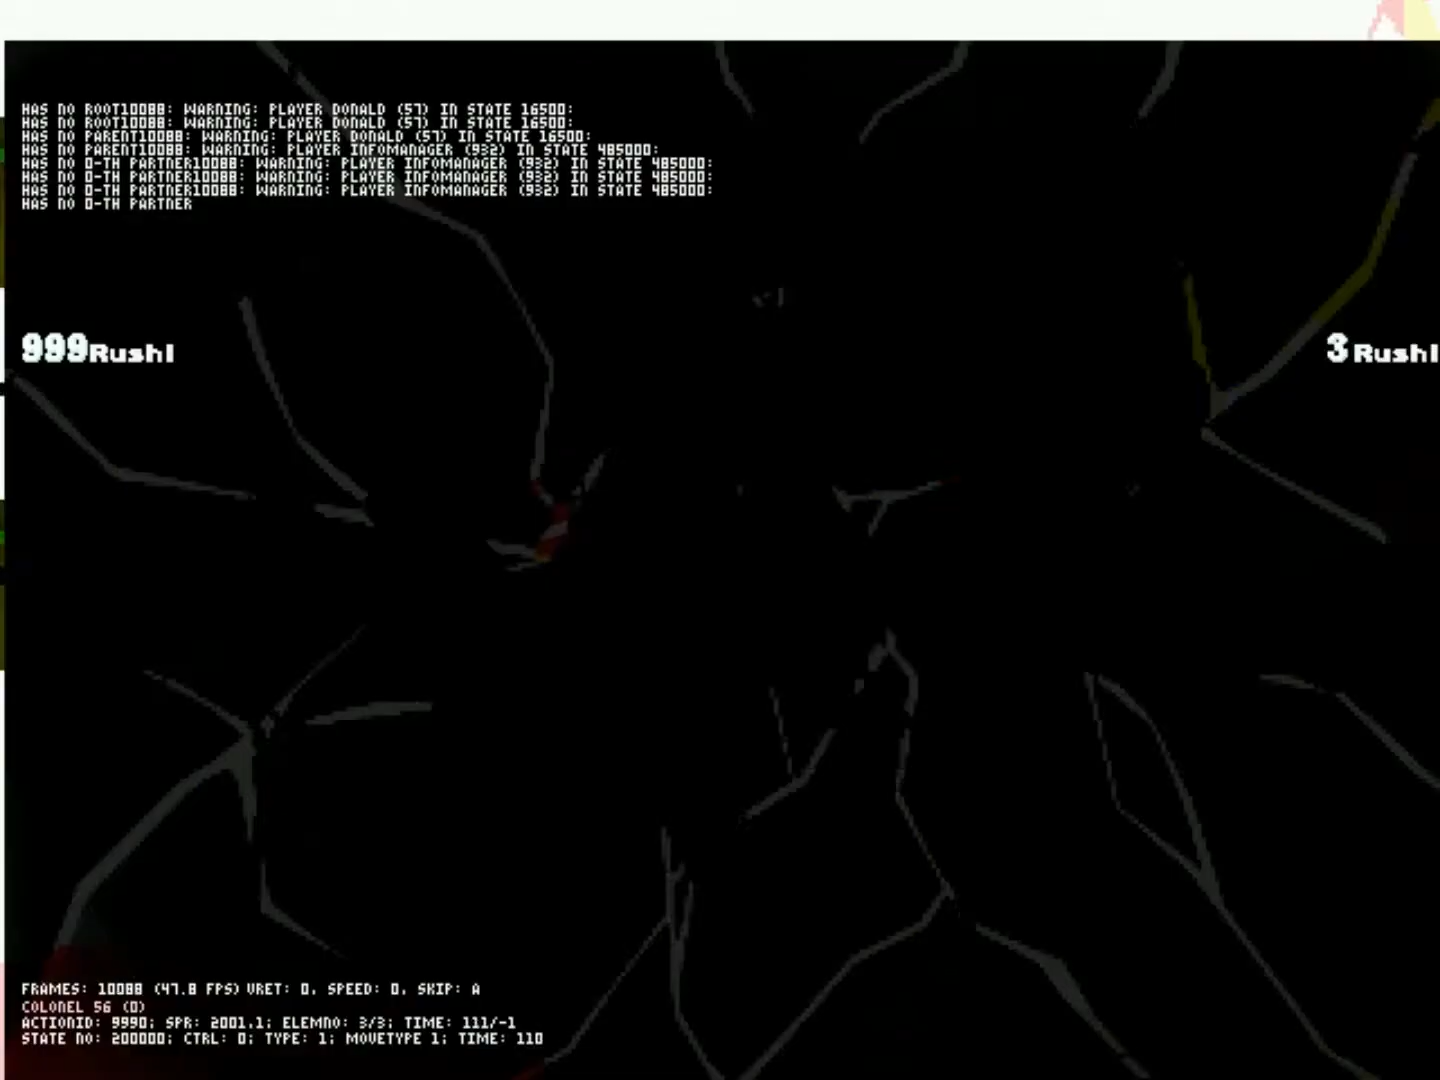 HAS NO ROOT10088: WARNING: PLAYER DONALD (57) IN STATE 16500:
HAS NO ROOT10088: WARNING: PLAYER DONALD (57) IN STATE 16500:
HAS NO PARENT10088: WARNING: PLAYER DONALD (57) IN STATE 16500:
HAS NO PARENT10088: WARNING: PLAYER INFOMANAGER (932) IN STATE 485000:
HAS NO 0-TH PARTNER10088: WARNING: PLAYER INFOMANAGER (932) IN STATE 485000:
HAS NO 0-TH PARTNER10088: WARNING: PLAYER INFOMANAGER (932) IN STATE 485000:
HAS NO 0-TH PARTNER10088: WARNING: PLAYER INFOMANAGER (932) IN STATE 485000:
HAS NO 0-TH PARTNER
999Rush!
3Rush!
FRAMES: 10088 (47.8 FPS) VRET: 0. SPEED: 0. SKIP: A
COLONEL 56 (0)
ACTIONID: 9990; SPR: 2001.1; ELEMNO: 3/3; TIME: 111/-1
STATE NO: 200000; CTRL: 0; TYPE: 1; MOVETYPE 1; TIME: 110